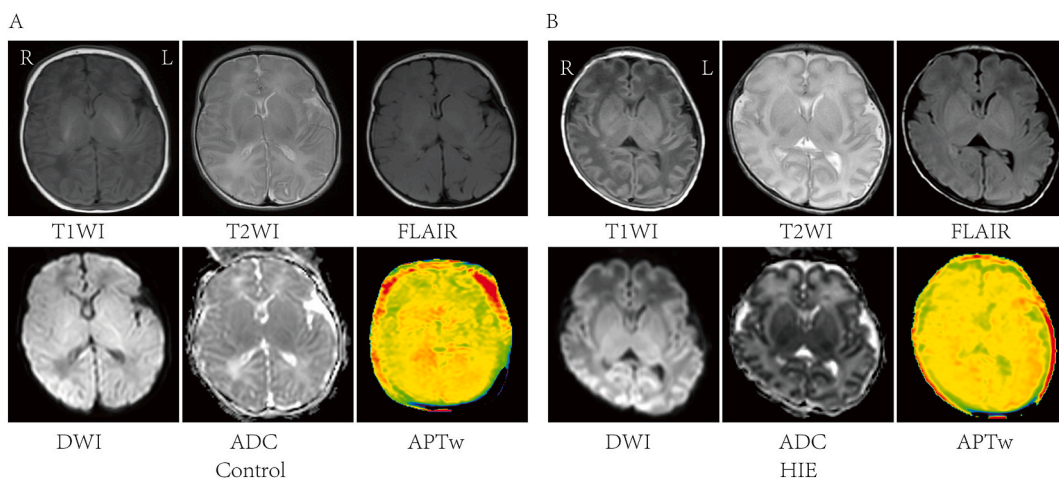 A
B
R L
R L
T1WI T2WI FLAIR
T1WI T2WI FLAIR
DWI ADC APTw
DWI ADC APTw
Control
HIE